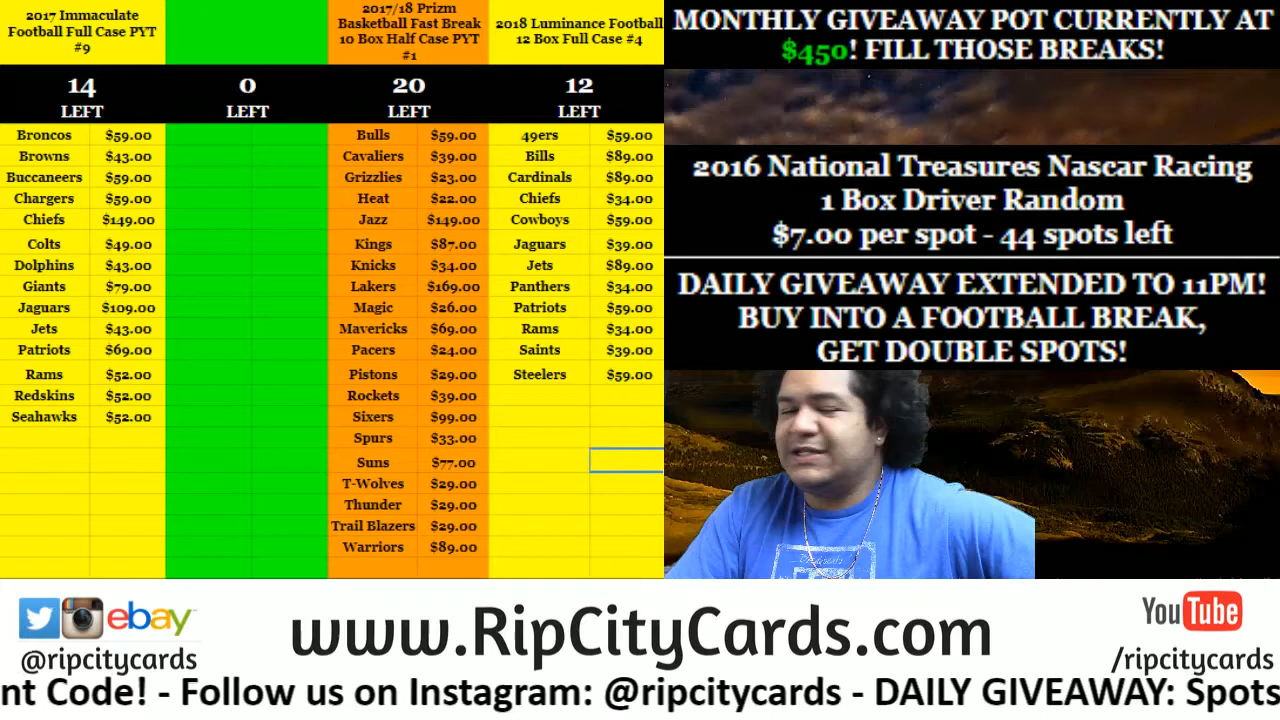 2017 Immaculate
Football Full Case PYT
#9
14
LEFT
Broncos $59.00
Browns $43.00
Buccaneers $59.00
Chargers $59.00
Chiefs $149.00
Colts $49.00
Dolphins $43.00
Giants $79.00
Jaguars $109.00
Jets $43.00
Patriots $69.00
Rams $52.00
Redskins $52.00
Seahawks $52.00
0
LEFT
2017/18 Prizm
Basketball Fast Break
10 Box Half Case PYT
#1
20
LEFT
Bulls $59.00
Cavaliers $39.00
Grizzlies $23.00
Heat $22.00
Jazz $149.00
Kings $87.00
Knicks $34.00
Lakers $169.00
Magic $26.00
Mavericks $69.00
Pacers $24.00
Pistons $29.00
Rockets $39.00
Sixers $99.00
Spurs $33.00
Suns $77.00
T-Wolves $29.00
Thunder $29.00
Trail Blazers $29.00
Warriors $89.00
2018 Luminance Football
12 Box Full Case #4
12
LEFT
49ers $59.00
Bills $89.00
Cardinals $89.00
Chiefs $34.00
Cowboys $59.00
Jaguars $39.00
Jets $89.00
Panthers $34.00
Patriots $59.00
Rams $34.00
Saints $39.00
Steelers $59.00
MONTHLY GIVEAWAY POT CURRENTLY AT
$450! FILL THOSE BREAKS!
2016 National Treasures Nascar Racing
1 Box Driver Random
$7.00 per spot - 44 spots left
DAILY GIVEAWAY EXTENDED TO 11PM!
BUY INTO A FOOTBALL BREAK,
GET DOUBLE SPOTS!
ebay
@ripcitycards
www.RipCityCards.com
YouTube
/ripcitycards
nt Code! - Follow us on Instagram: @ripcitycards - DAILY GIVEAWAY: Spots